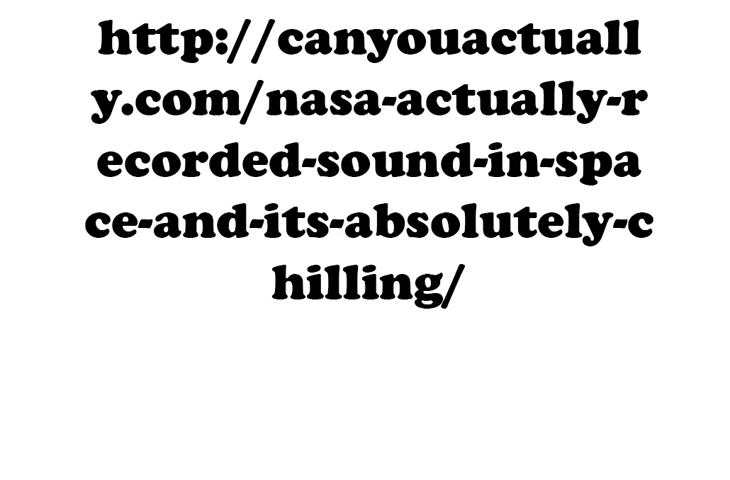 http://canyouactuall
y.com/nasa-actually-r
ecorded-sound-in-spa
ce-and-its-absolutely-c
hilling/